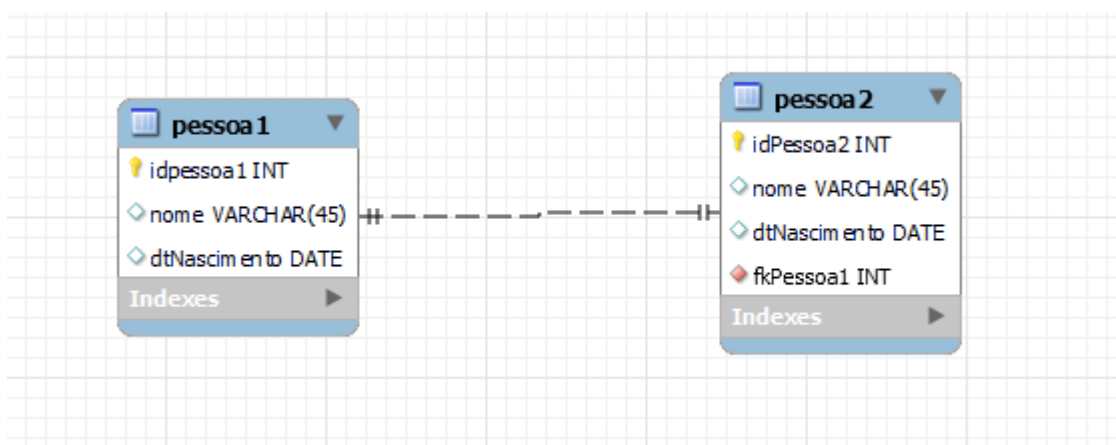 pessoa1
idpessoa1 INT
nome VARCHAR(45)
dtNascimento DATE
Indexes
pessoa2
idPessoa2 INT
nome VARCHAR(45)
dtNascimento DATE
fkPessoa1 INT
Indexes